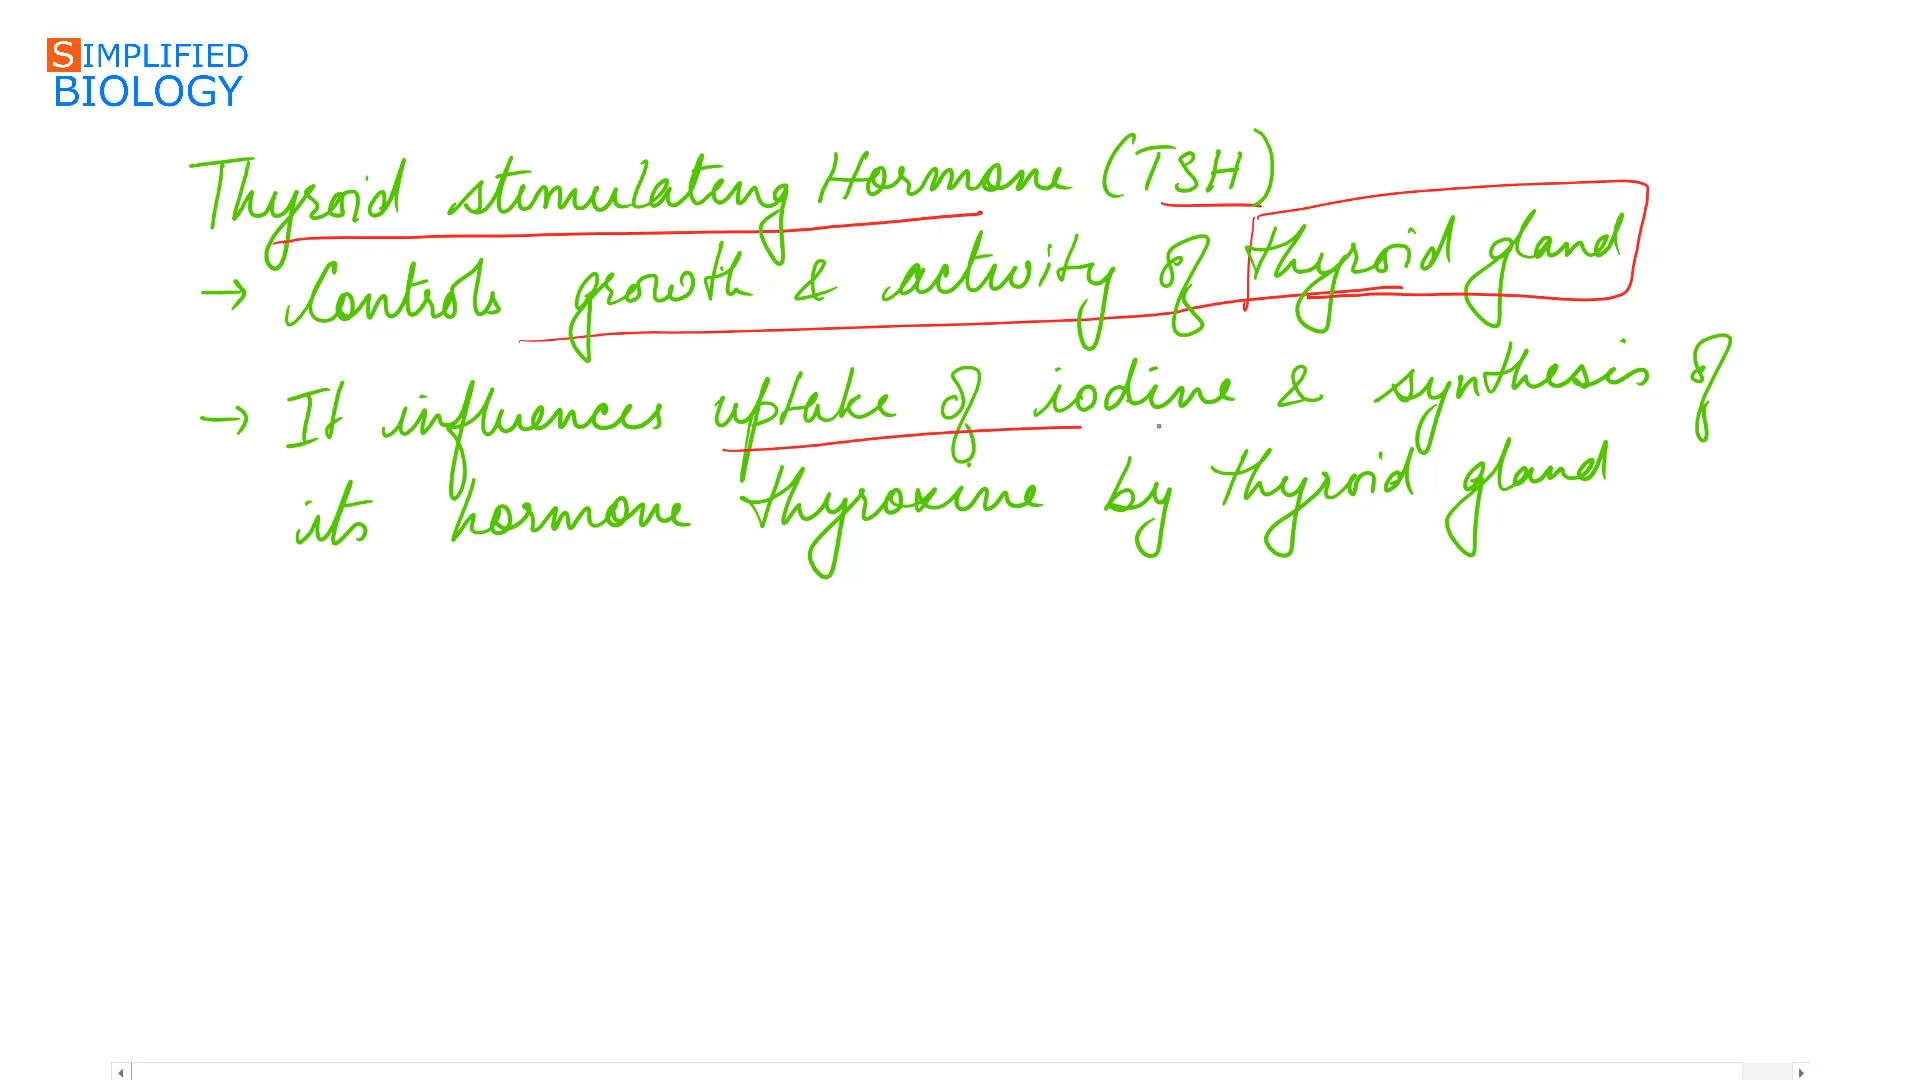 SIMPLIFIED
BIOLOGY
Thyroid stimulating Hormone (TSH)
→ Controls growth & activity of thyroid gland
→ It influences uptake of iodine & synthesis of
its hormone thyroxine by thyroid gland